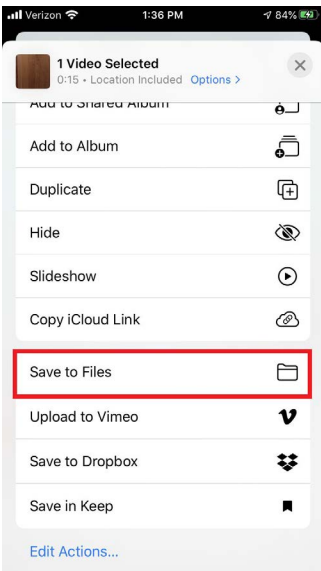 Verizon 1:36 PM 84%
1 Video Selected
0:15 • Location Included Options >
Add to Shared Album
Add to Album
Duplicate
Hide
Slideshow
Copy iCloud Link
Save to Files
Upload to Vimeo
Save to Dropbox
Save in Keep
Edit Actions...